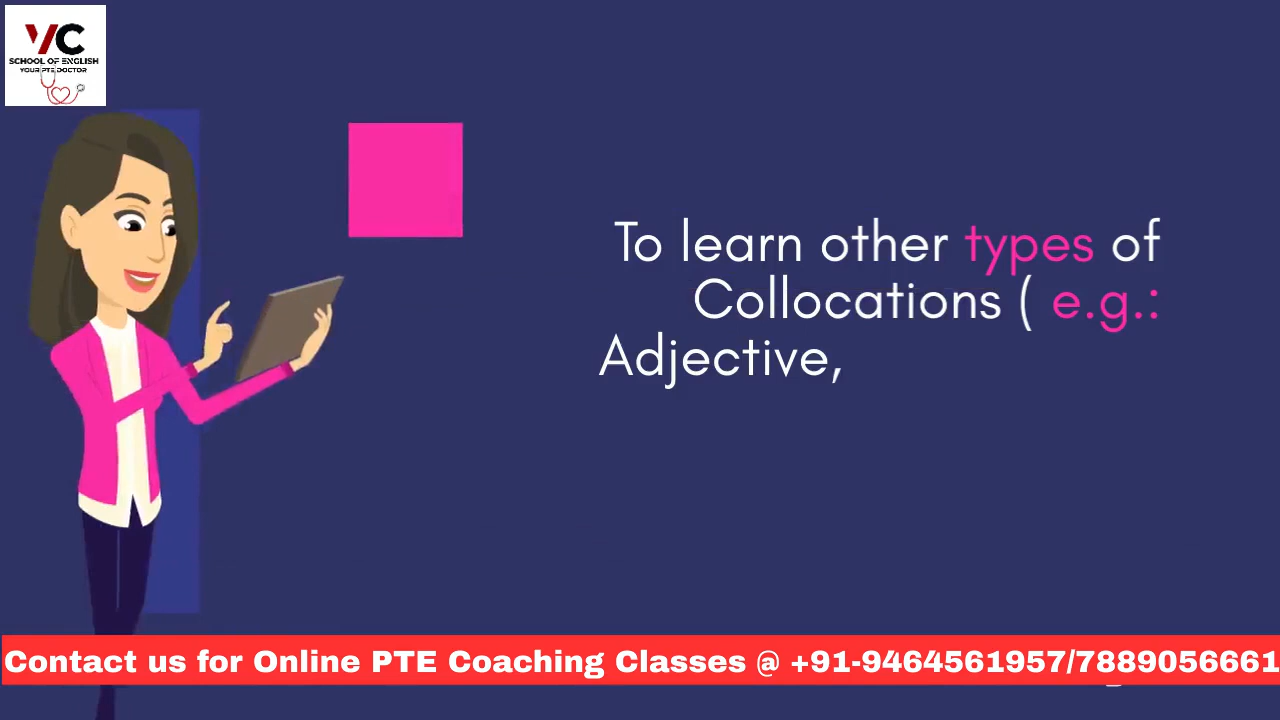 VC
SCHOOL OF ENGLISH
YOUR PTE DOCTOR
To learn other types of
Collocations ( e.g.:
Adjective,
Contact us for Online PTE Coaching Classes @ +91-9464561957/7889056661